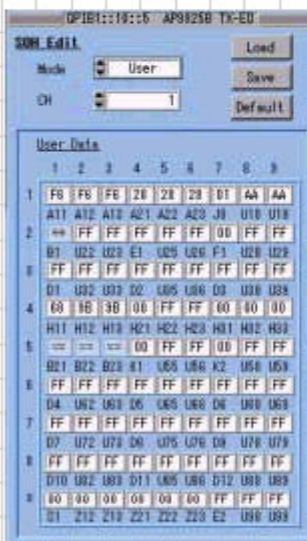 GPIB1::10::5 AP9825B TX-ED
SOH Edit
Load
Mode User
Save
CH 1
Default
User Data
1 2 3 4 5 6 7 8 9
1 F6 F6 F6 28 28 28 01 AA AA
A11 A12 A13 A21 A22 A23 J0 U18 U19
2 == FF FF FF FF FF 00 FF FF
B1 U22 U23 E1 U25 U26 F1 U28 U29
3 FF FF FF FF FF FF FF FF FF
D1 U32 U33 D2 U35 U36 D3 U38 U39
4 68 9B 9B 00 FF FF 00 00 00
H11 H12 H13 H21 H22 H23 H31 H32 H33
5 == == == 00 FF FF 00 FF FF
B21 B22 B23 K1 U55 U56 K2 U58 U59
6 FF FF FF FF FF FF FF FF FF
D4 U62 U63 D5 U65 U66 D6 U68 U69
7 FF FF FF FF FF FF FF FF FF
D7 U72 U73 D8 U75 U76 D9 U78 U79
8 FF FF FF FF FF FF FF FF FF
D10 U82 U83 D11 U85 U86 D12 U88 U89
9 00 00 00 00 00 00 FF FF FF
S1 Z12 Z13 Z21 Z22 Z23 E2 U98 U99